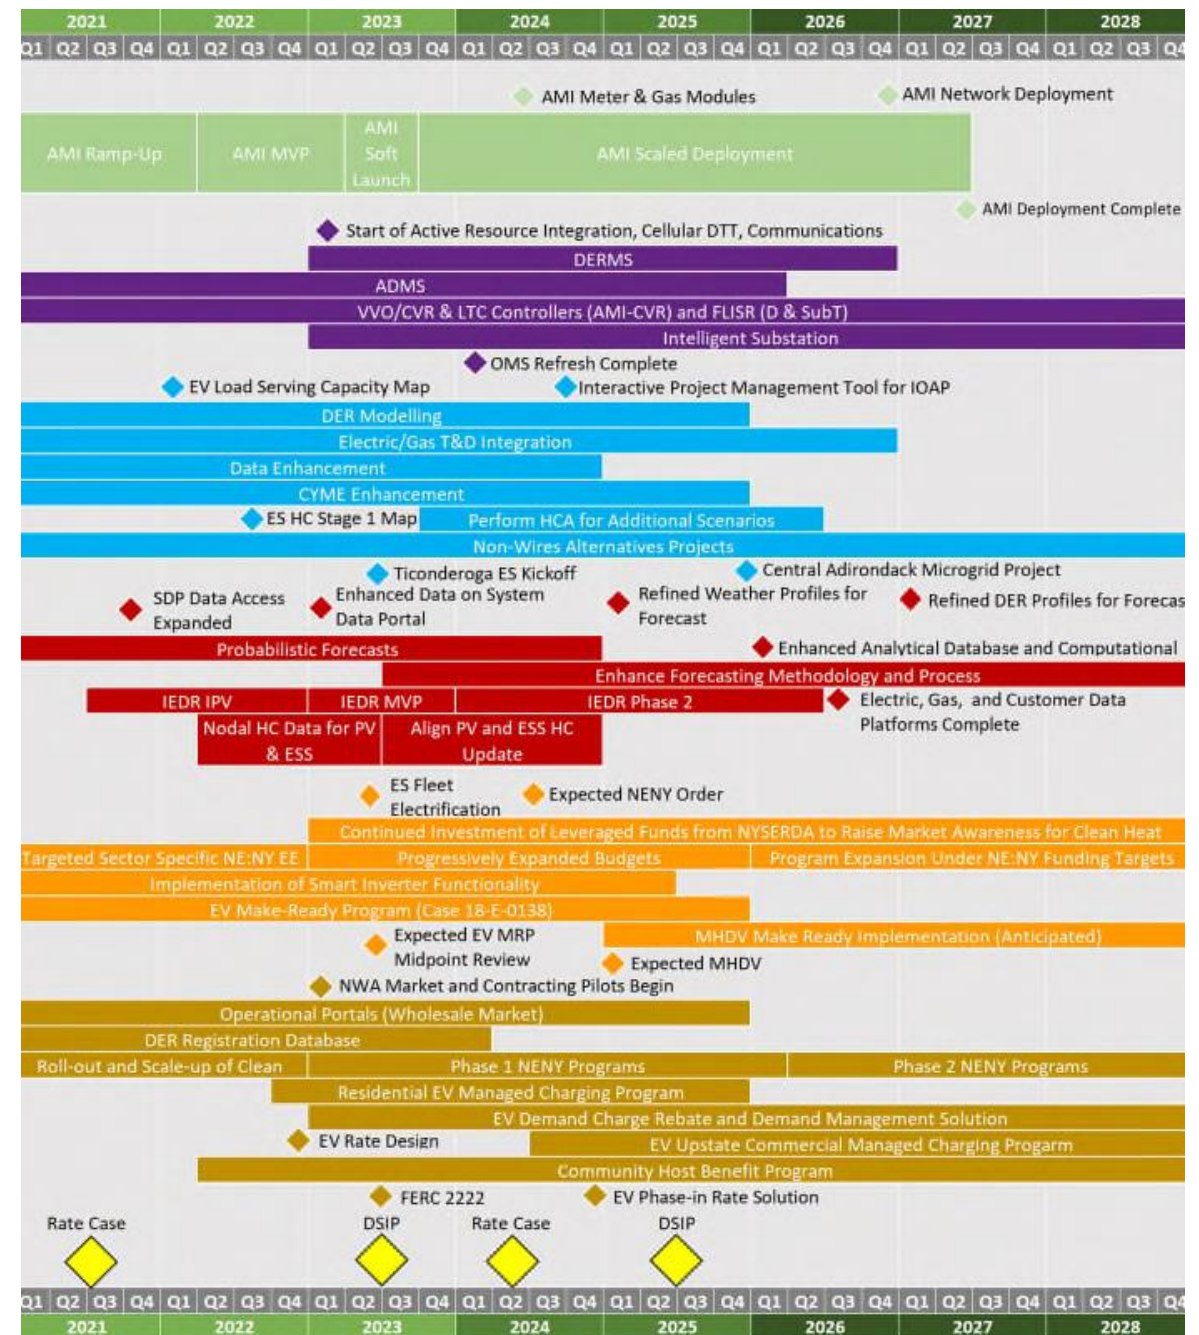 2021 2022 2023 2024 2025 2026 2027 2028
Q1 Q2 Q3 Q4 Q1 Q2 Q3 Q4 Q1 Q2 Q3 Q4 Q1 Q2 Q3 Q4 Q1 Q2 Q3 Q4 Q1 Q2 Q3 Q4 Q1 Q2 Q3 Q4 Q1 Q2 Q3 Q4
AMI Meter & Gas Modules
AMI Network Deployment
AMI Ramp-Up
AMI MVP
AMI
Soft
Launch
AMI Scaled Deployment
AMI Deployment Complete
Start of Active Resource Integration, Cellular DTT, Communications
DERMS
ADMS
VVO/CVR & LTC Controllers (AMI-CVR) and FLISR (D & SubT)
Intelligent Substation
OMS Refresh Complete
EV Load Serving Capacity Map
Interactive Project Management Tool for IOAP
DER Modelling
Electric/Gas T&D Integration
Data Enhancement
CYME Enhancement
ES HC Stage 1 Map
Perform HCA for Additional Scenarios
Non-Wires Alternatives Projects
Ticonderoga ES Kickoff
Central Adirondack Microgrid Project
SDP Data Access
Expanded
Enhanced Data on System
Data Portal
Refined Weather Profiles for
Forecast
Refined DER Profiles for Forecas
Probabilistic Forecasts
Enhanced Analytical Database and Computational
Enhance Forecasting Methodology and Process
IEDR IPV
IEDR MVP
IEDR Phase 2
Electric, Gas, and Customer Data
Platforms Complete
Nodal HC Data for PV
& ESS
Align PV and ESS HC
Update
ES Fleet
Electrification
Expected NENY Order
Continued Investment of Leveraged Funds from NYSERDA to Raise Market Awareness for Clean Heat
Targeted Sector Specific NE:NY EE
Progressively Expanded Budgets
Program Expansion Under NE:NY Funding Targets
Implementation of Smart Inverter Functionality
EV Make-Ready Program (Case 18-E-0138)
Expected EV MRP
Midpoint Review
MHDV Make Ready Implementation (Anticipated)
Expected MHDV
NWA Market and Contracting Pilots Begin
Operational Portals (Wholesale Market)
DER Registration Database
Roll-out and Scale-up of Clean
Phase 1 NENY Programs
Phase 2 NENY Programs
Residential EV Managed Charging Program
EV Demand Charge Rebate and Demand Management Solution
EV Rate Design
EV Upstate Commercial Managed Charging Progarm
Community Host Benefit Program
FERC 2222
EV Phase-in Rate Solution
Rate Case
DSIP
Rate Case
DSIP
Q1 Q2 Q3 Q4 Q1 Q2 Q3 Q4 Q1 Q2 Q3 Q4 Q1 Q2 Q3 Q4 Q1 Q2 Q3 Q4 Q1 Q2 Q3 Q4 Q1 Q2 Q3 Q4 Q1 Q2 Q3 Q4
2021 2022 2023 2024 2025 2026 2027 2028